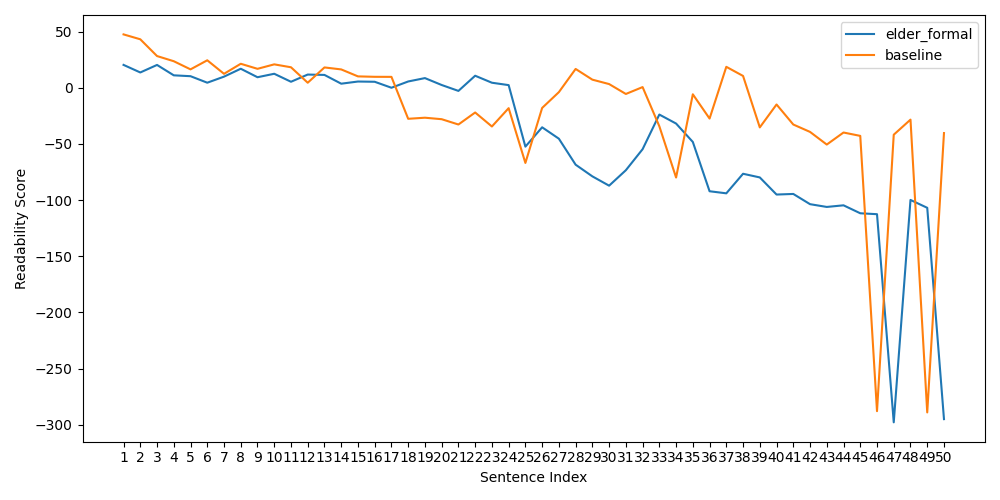 elder_formal
baseline
50
0
−50
−100
−150
−200
−250
−300
Readability Score
1 2 3 4 5 6 7 8 9 10 11 12 13 14 15 16 17 18 19 20 21 22 23 24 25 26 27 28 29 30 31 32 33 34 35 36 37 38 39 40 41 42 43 44 45 46 47 48 49 50
Sentence Index